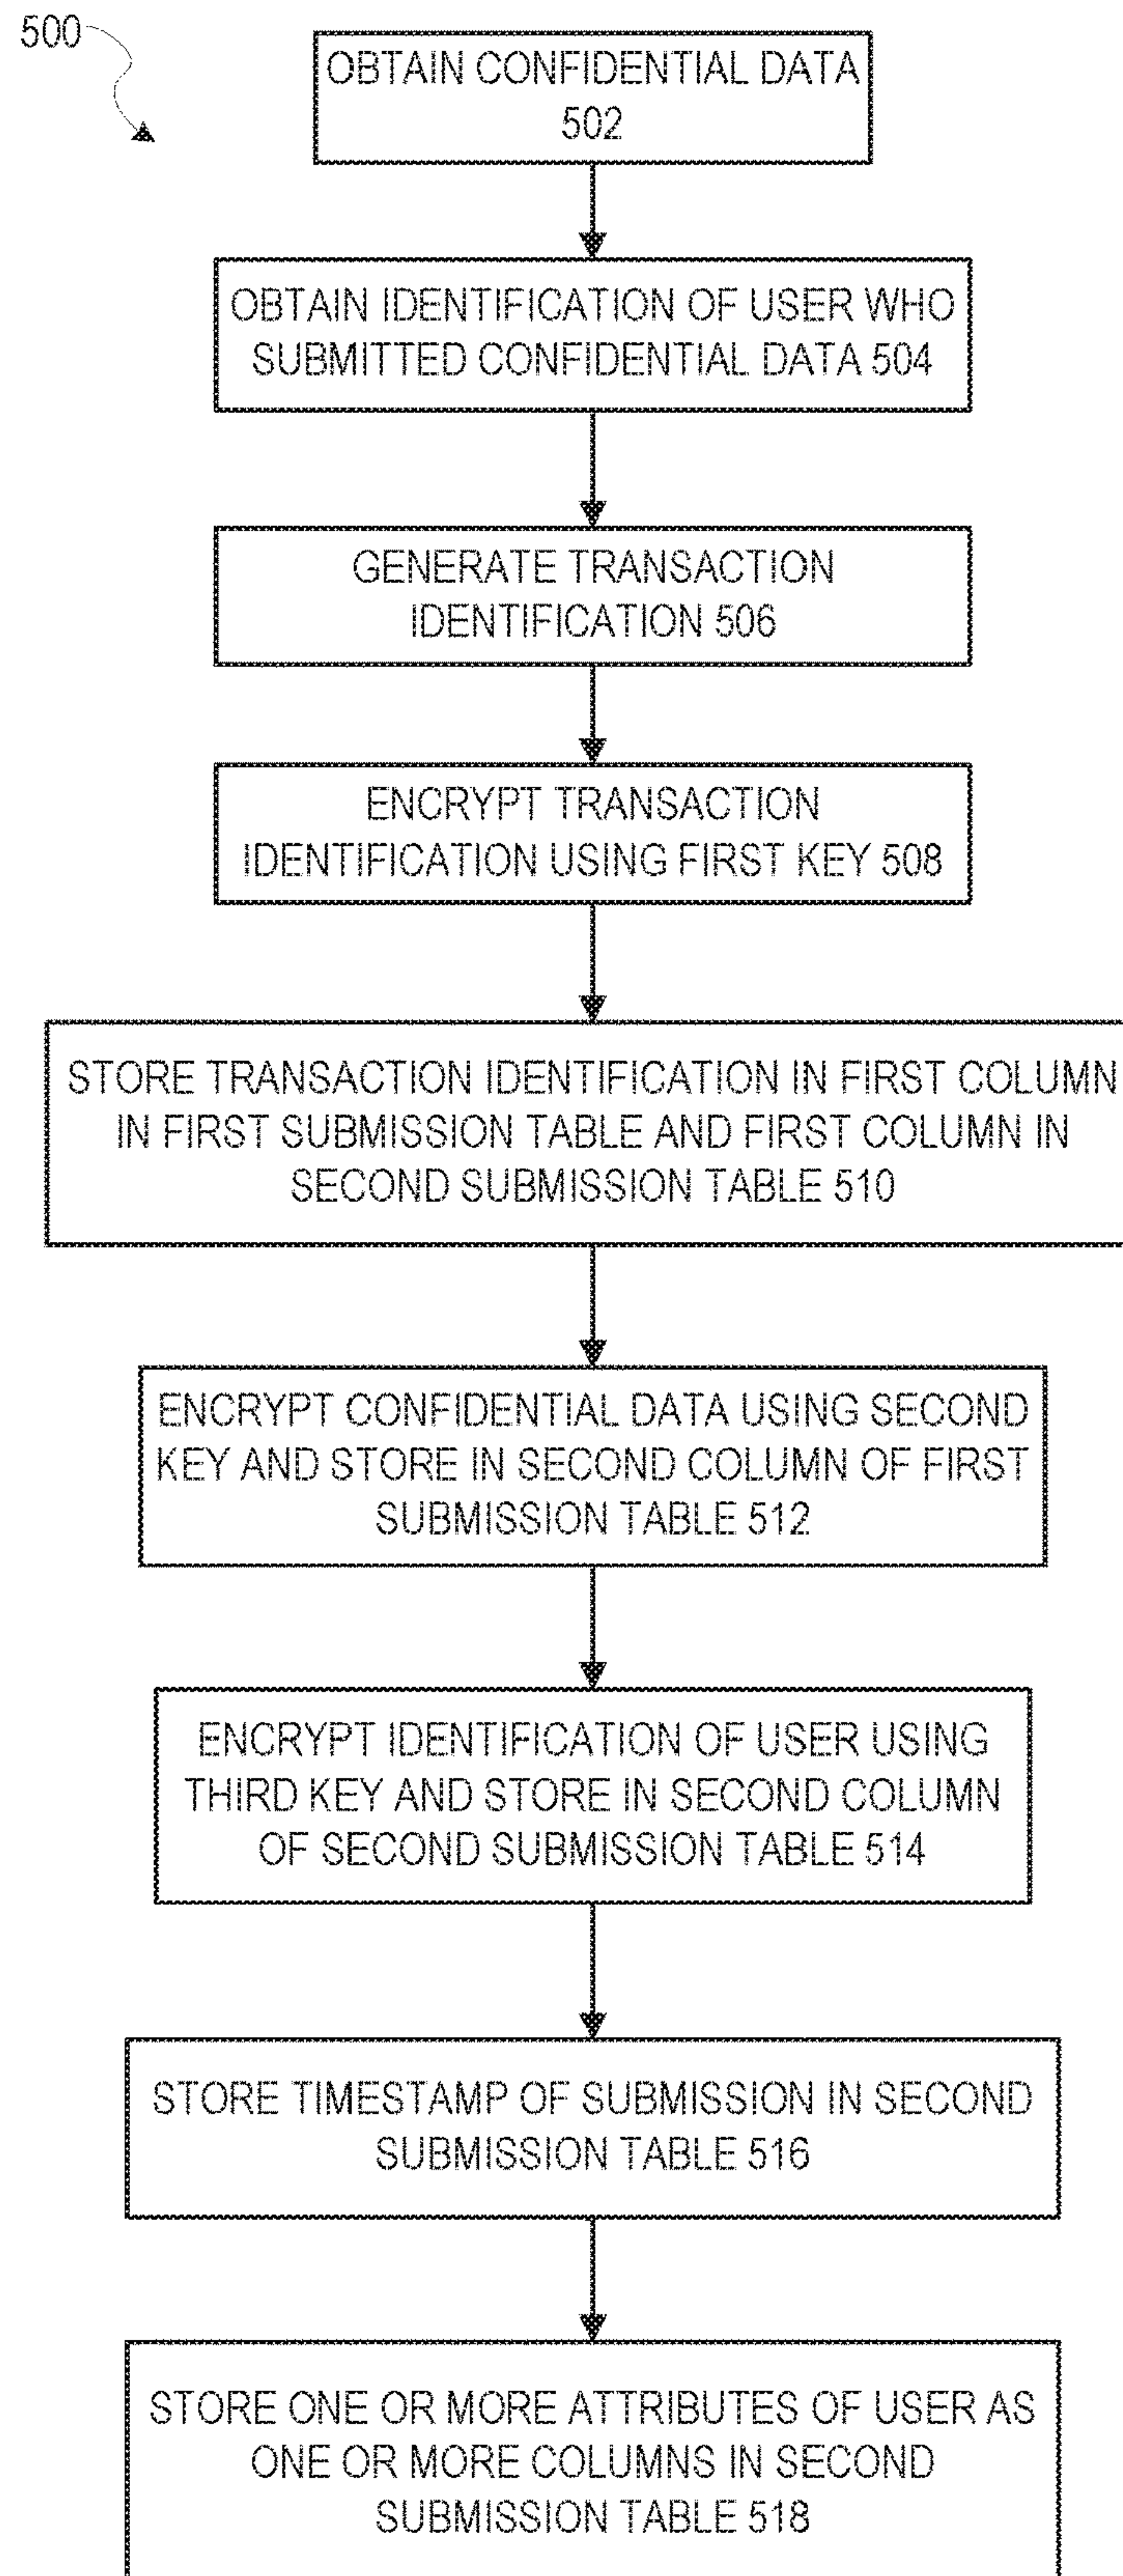 500
OBTAIN CONFIDENTIAL DATA
502
OBTAIN IDENTIFICATION OF USER WHO
SUBMITTED CONFIDENTIAL DATA 504
GENERATE TRANSACTION
IDENTIFICATION 506
ENCRYPT TRANSACTION
IDENTIFICATION USING FIRST KEY 508
STORE TRANSACTION IDENTIFICATION IN FIRST COLUMN
IN FIRST SUBMISSION TABLE AND FIRST COLUMN IN
SECOND SUBMISSION TABLE 510
ENCRYPT CONFIDENTIAL DATA USING SECOND
KEY AND STORE IN SECOND COLUMN OF FIRST
SUBMISSION TABLE 512
ENCRYPT IDENTIFICATION OF USER USING
THIRD KEY AND STORE IN SECOND COLUMN
OF SECOND SUBMISSION TABLE 514
STORE TIMESTAMP OF SUBMISSION IN SECOND
SUBMISSION TABLE 516
STORE ONE OR MORE ATTRIBUTES OF USER AS
ONE OR MORE COLUMNS IN SECOND
SUBMISSION TABLE 518